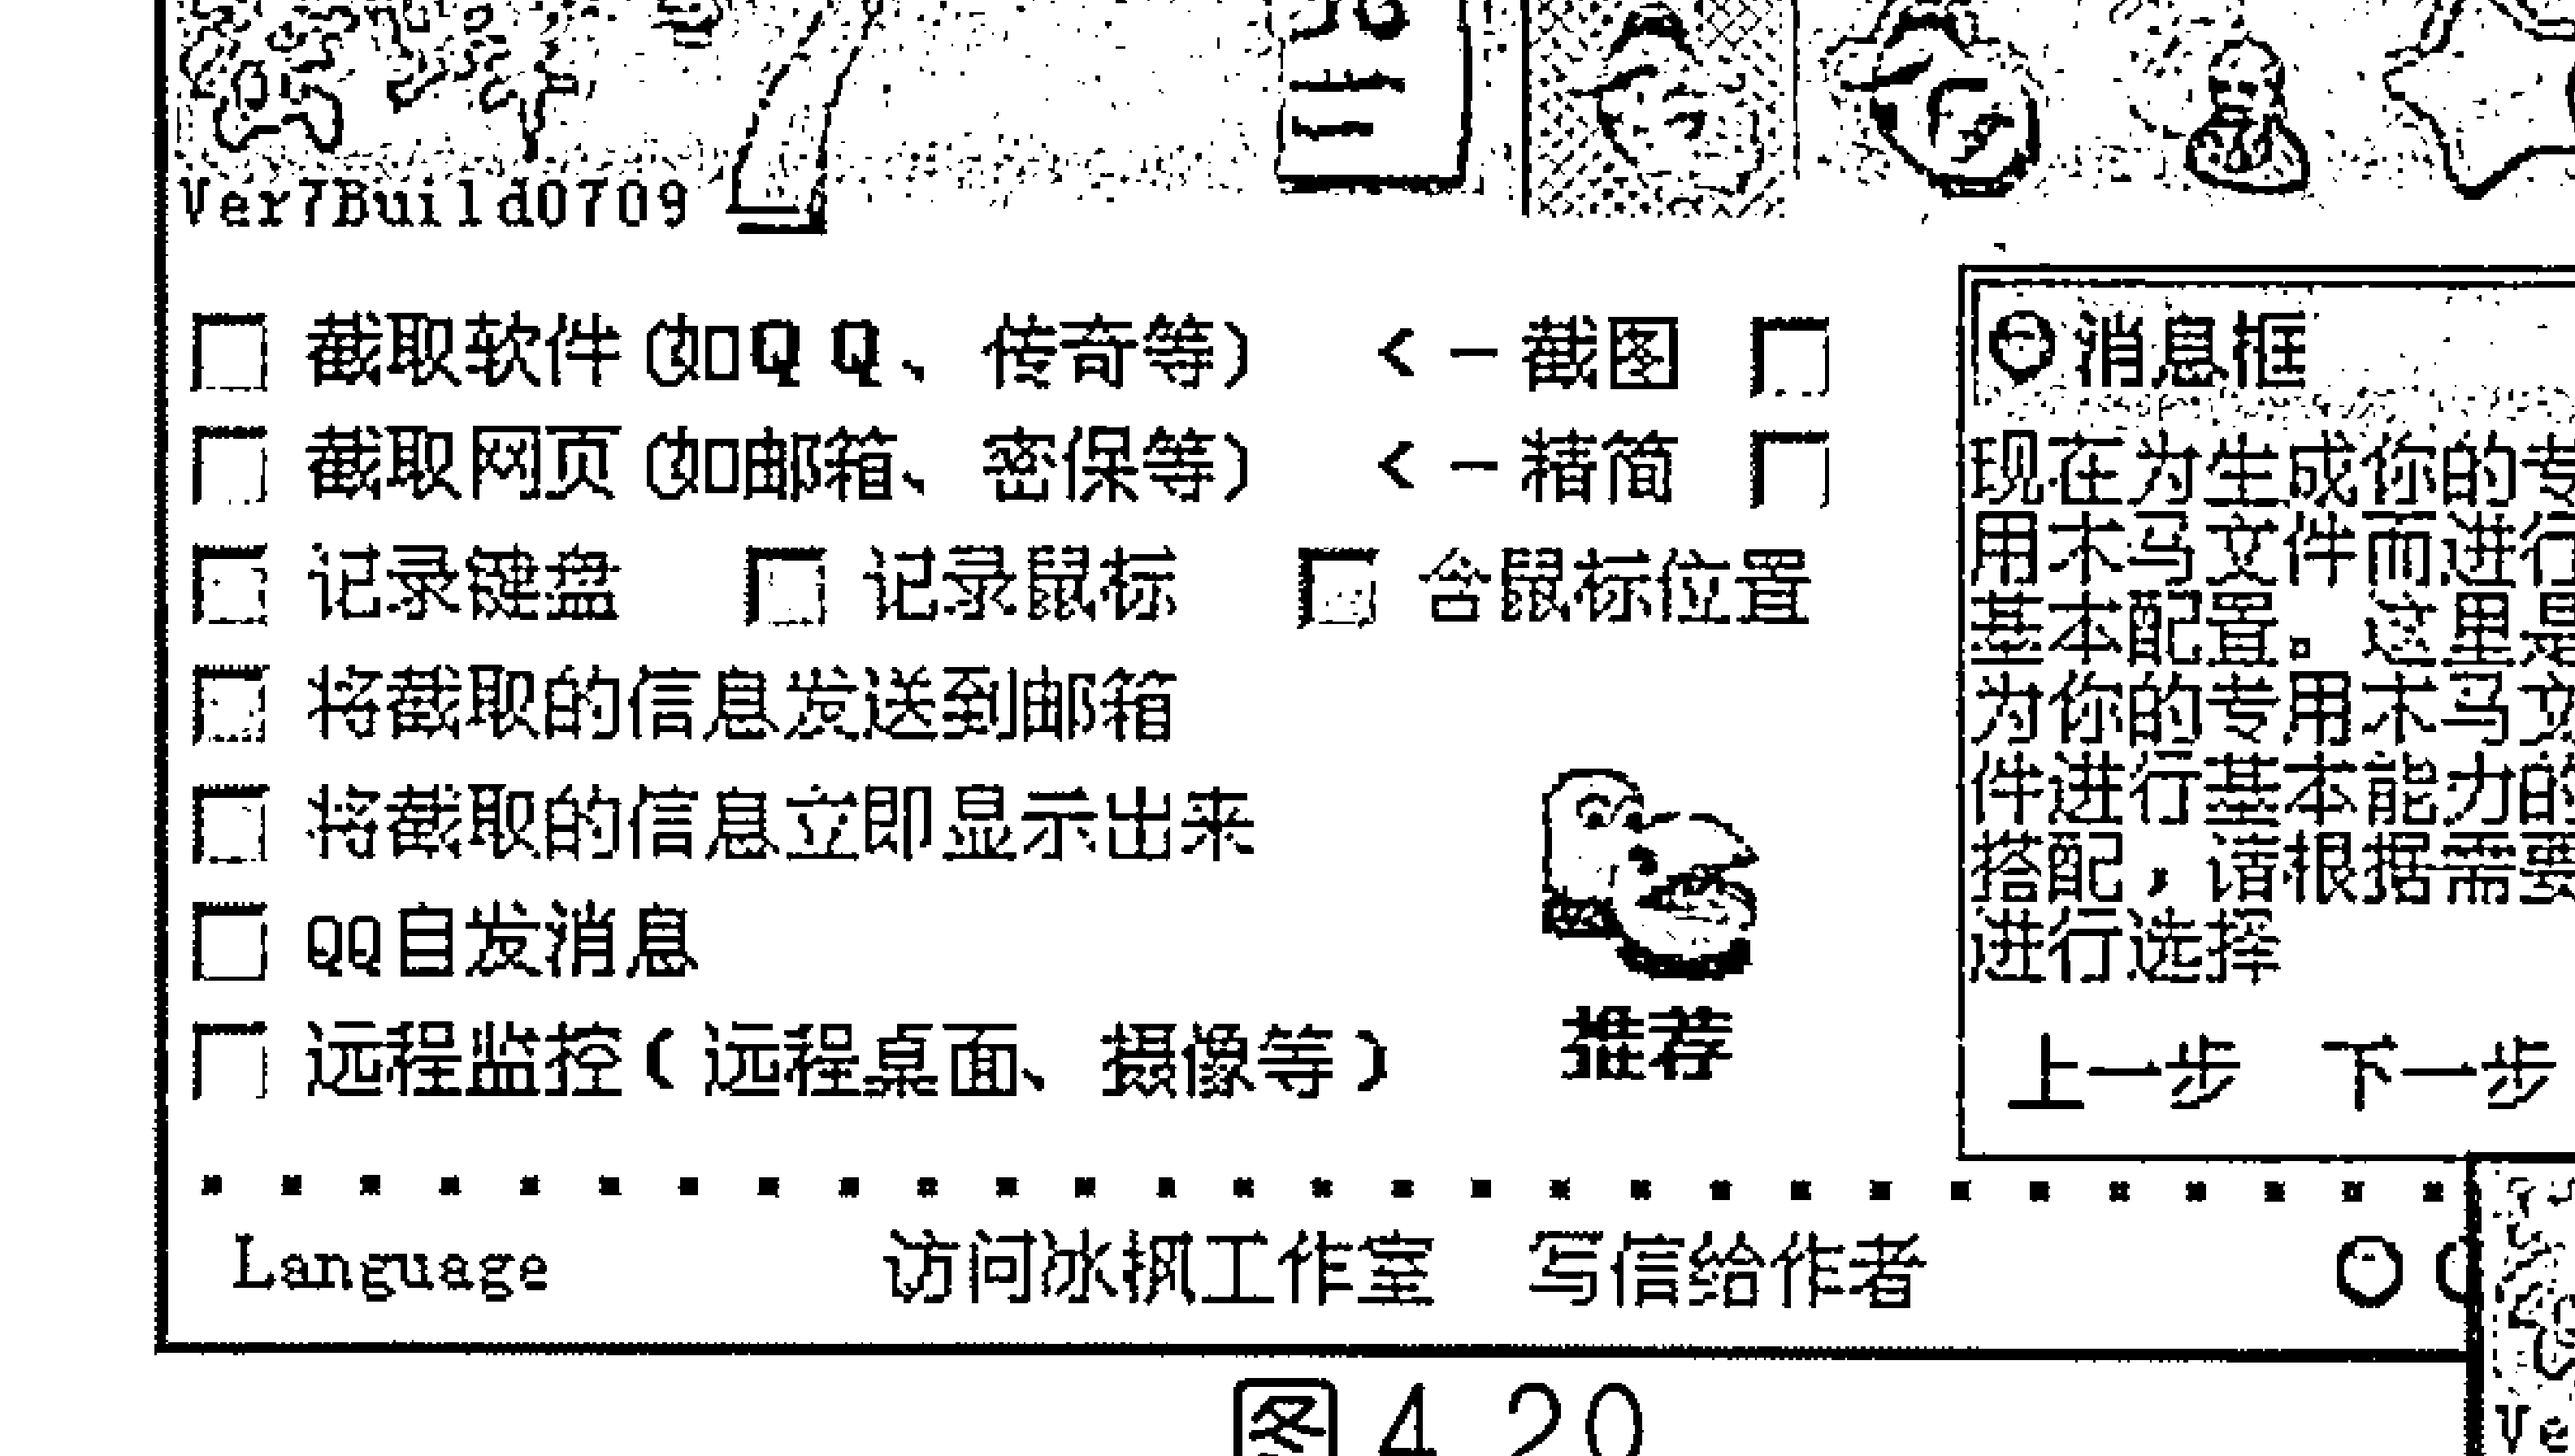 Ver7Build0709
截取软件(如QQ、传奇等) <-截图
截取网页(如邮箱、密保等) <-精简
记录键盘 记录鼠标 含鼠标位置
将截取的信息发送到邮箱
将截取的信息立即显示出来
QQ自发消息
远程监控(远程桌面、摄像等)
推荐
消息框
现在为生成你的专
用木马文件而进行
基本配置。这里是
为你的专用木马文
件进行基本能力的
搭配,请根据需要
进行选择
上一步 下一步
Language 访问冰枫工作室 写信给作者
图4.20